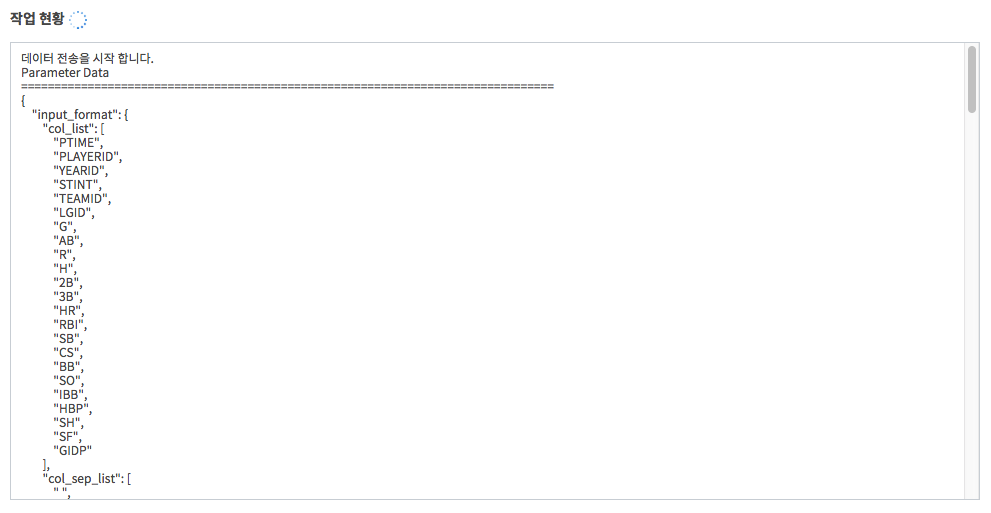 작업 현황
데이터 전송을 시작 합니다.
Parameter Data
================================================================================
{
"input_format": {
"col_list": [
"PTIME",
"PLAYERID",
"YEARID",
"STINT",
"TEAMID",
"LGID",
"G",
"AB",
"R",
"H",
"2B",
"3B",
"HR",
"RBI",
"SB",
"CS",
"BB",
"SO",
"IBB",
"HBP",
"SH",
"SF",
"GIDP"
],
"col_sep_list": [
" ",